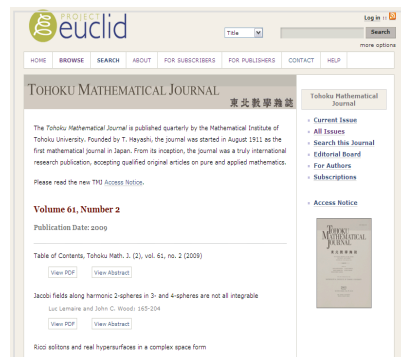 PROJECT
euclid
Log in
Title
Search
more options
HOME BROWSE SEARCH ABOUT FOR SUBSCRIBERS FOR PUBLISHERS CONTACT HELP
TOHOKU MATHEMATICAL JOURNAL
東北數學雜誌
The Tohoku Mathematical Journal is published quarterly by the Mathematical Institute of
Tohoku University. Founded by T. Hayashi, the journal was started in August 1911 as the
first mathematical journal in Japan. From its inception, the journal was a truly international
research publication, accepting qualified original articles on pure and applied mathematics.
Please read the new TMJ Access Notice.
Volume 61, Number 2
Publication Date: 2009
Table of Contents, Tohoku Math. J. (2), vol. 61, no. 2 (2009)
View PDF View Abstract
Jacobi fields along harmonic 2-spheres in 3- and 4-spheres are not all integrable
Luc Lemaire and John C. Wood; 165-204
View PDF View Abstract
Ricci solitons and real hypersurfaces in a complex space form
Tohoku Mathematical
Journal
Current Issue
All Issues
Search this Journal
Editorial Board
For Authors
Subscriptions
Access Notice
TOHOKU
MATHEMATICAL
JOURNAL